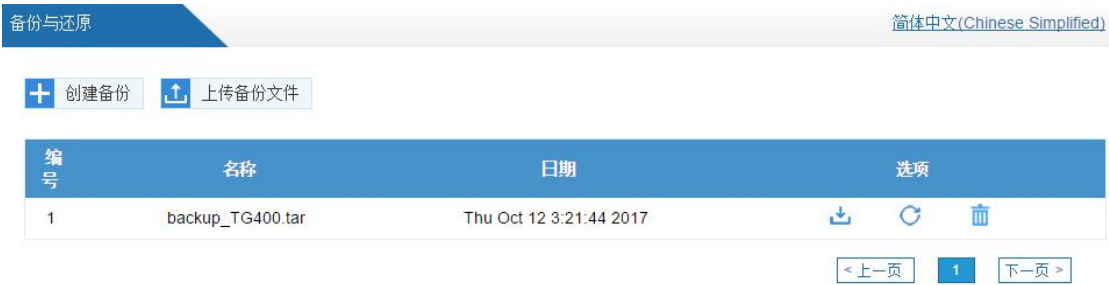 备份与还原 简体中文(Chinese Simplified)
创建备份 上传备份文件
编号 名称 日期 选项
1 backup_TG400.tar Thu Oct 12 3:21:44 2017
<上一页 1 下一页>